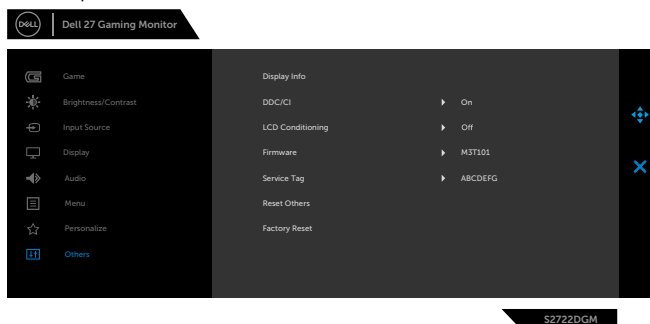 DELL
Dell 27 Gaming Monitor
Game
Display Info
Brightness/Contrast
DDC/CI
On
Input Source
LCD Conditioning
Off
Display
Firmware
M3T101
Audio
Service Tag
ABCDEFG
Menu
Reset Others
Personalize
Factory Reset
Others
S2722DGM